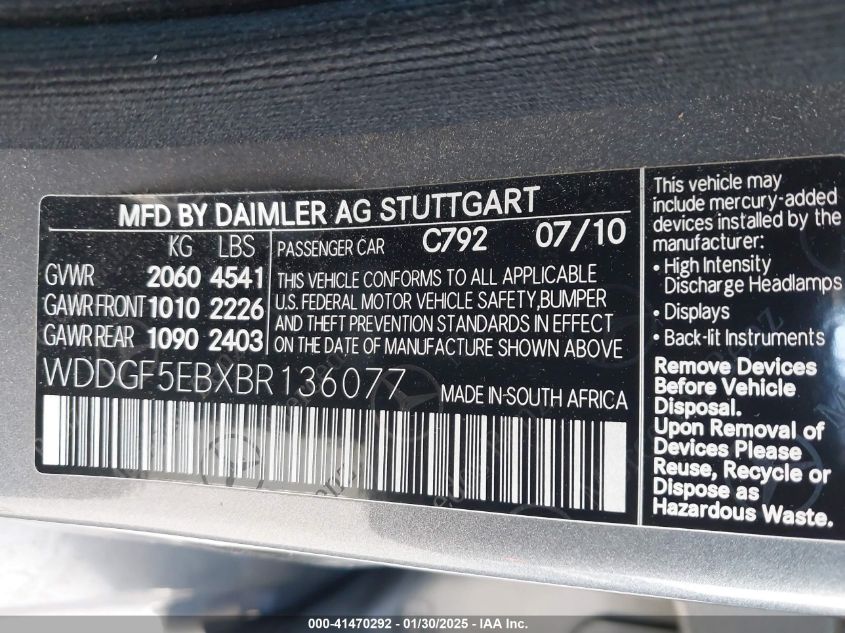 MFD BY DAIMLER AG STUTTGART
KG LBS PASSENGER CAR C792 07/10
GVWR 2060 4541
GAWR FRONT 1010 2226
GAWR REAR 1090 2403
THIS VEHICLE CONFORMS TO ALL APPLICABLE
U.S. FEDERAL MOTOR VEHICLE SAFETY,BUMPER
AND THEFT PREVENTION STANDARDS IN EFFECT
ON THE DATE OF MANUFACTURE SHOWN ABOVE.
WDDGF5EBXBR136077 MADE IN SOUTH AFRICA
This vehicle may
include mercury-added
devices installed by the
manufacturer:
• High Intensity
Discharge Headlamps
• Displays
• Back-lit Instruments
Remove Devices
Before Vehicle
Disposal.
Upon Removal of
Devices Please
Reuse, Recycle or
Dispose as
Hazardous Waste.
000-41470292 - 01/30/2025 - IAA Inc.